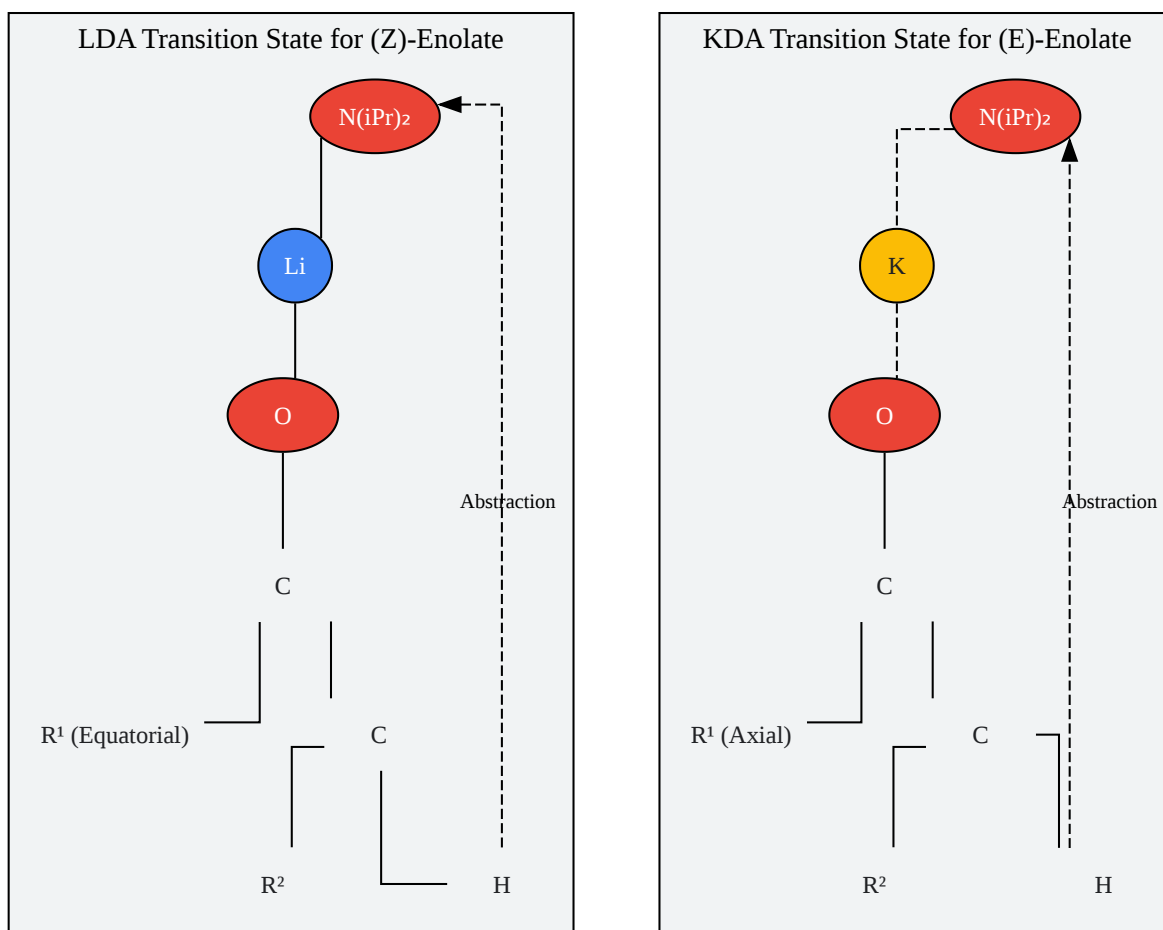 LDA Transition State for (Z)-Enolate
N(iPr)₂
Li
O
Abstraction
C
R¹ (Equatorial)
C
R²
H
KDA Transition State for (E)-Enolate
N(iPr)₂
K
O
Abstraction
C
R¹ (Axial)
C
R²
H